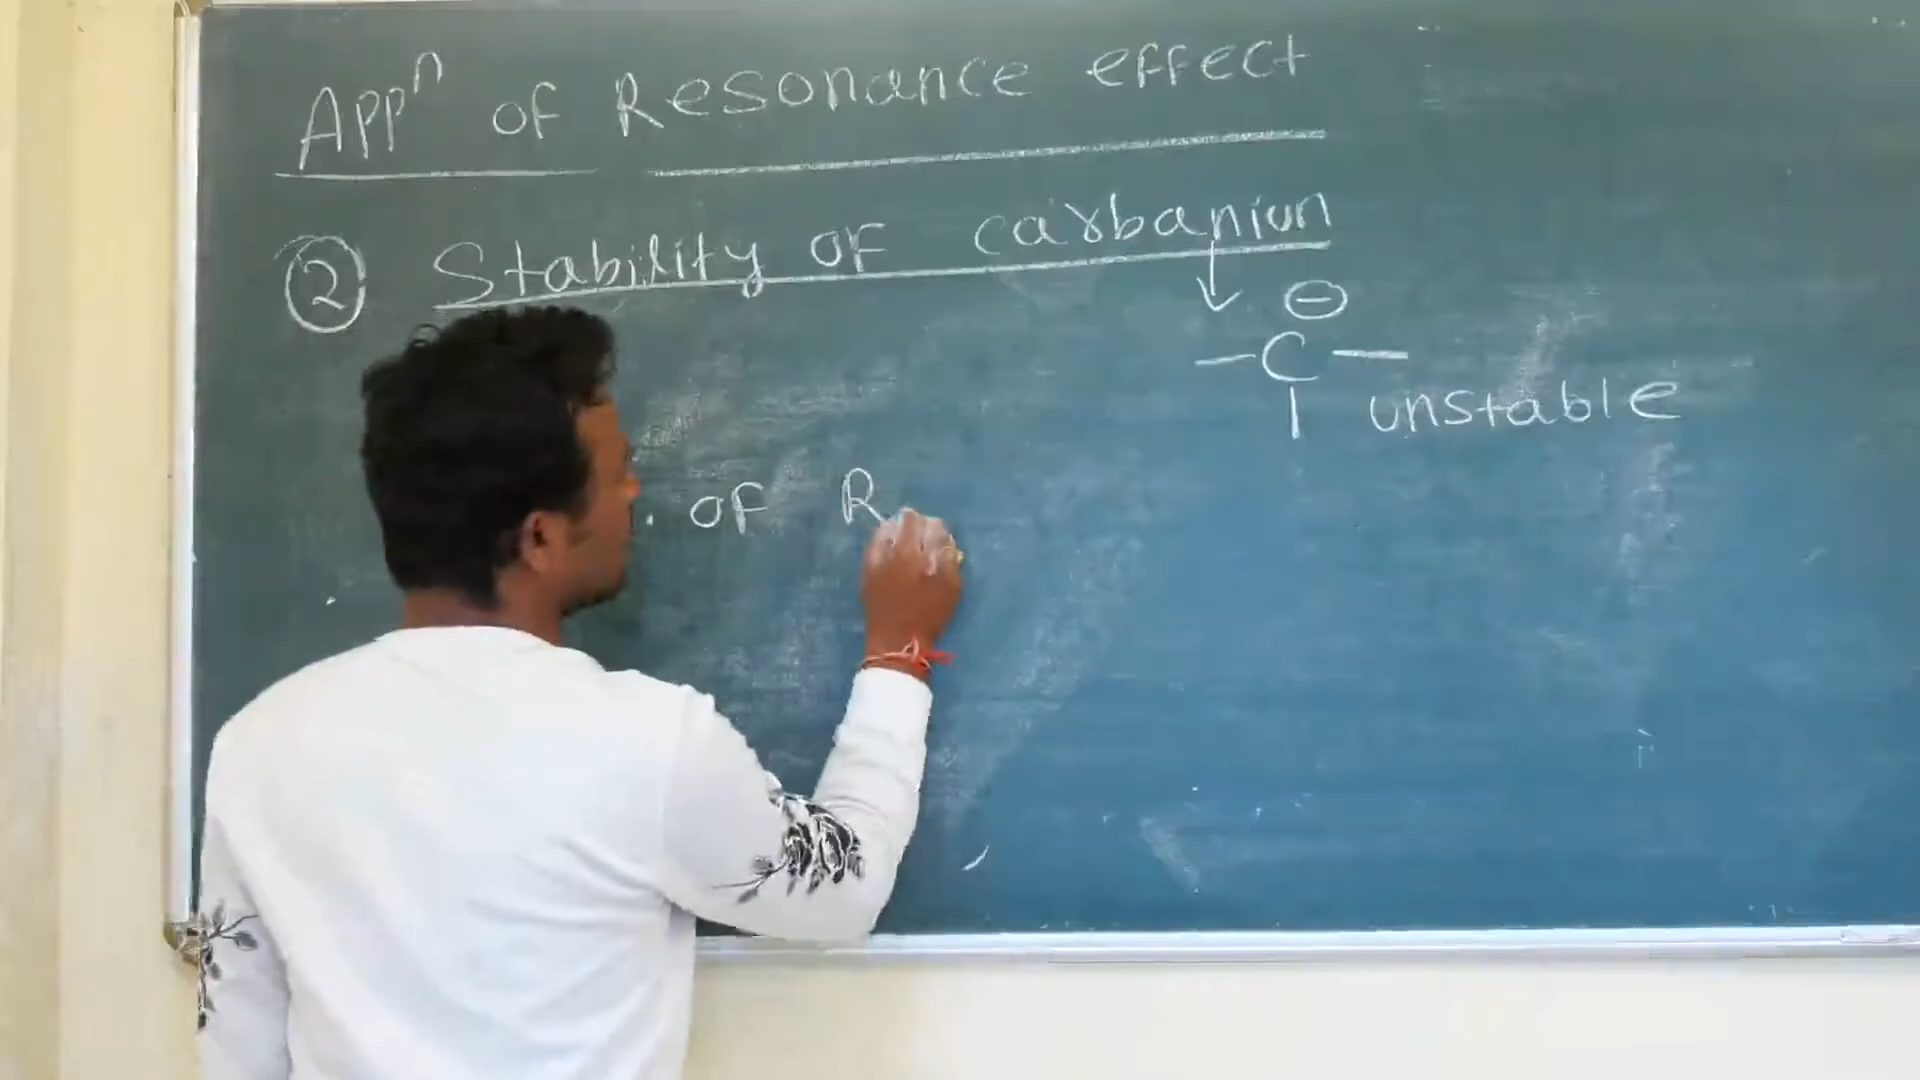 Appⁿ of Resonance effect
② Stability of carbanion
⊖
-C-
unstable
. of R